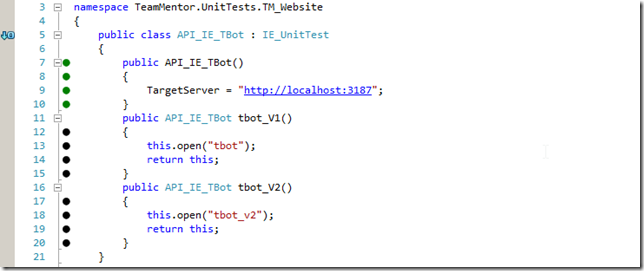 3 namespace TeamMentor.UnitTests.TM_Website
4 {
5 public class API_IE_TBot : IE_UnitTest
6 {
7 public API_IE_TBot()
8 {
9 TargetServer = "http://localhost:3187";
10 }
11 public API_IE_TBot tbot_V1()
12 {
13 this.open("tbot");
14 return this;
15 }
16 public API_IE_TBot tbot_V2()
17 {
18 this.open("tbot_v2");
19 return this;
20 }
21 }